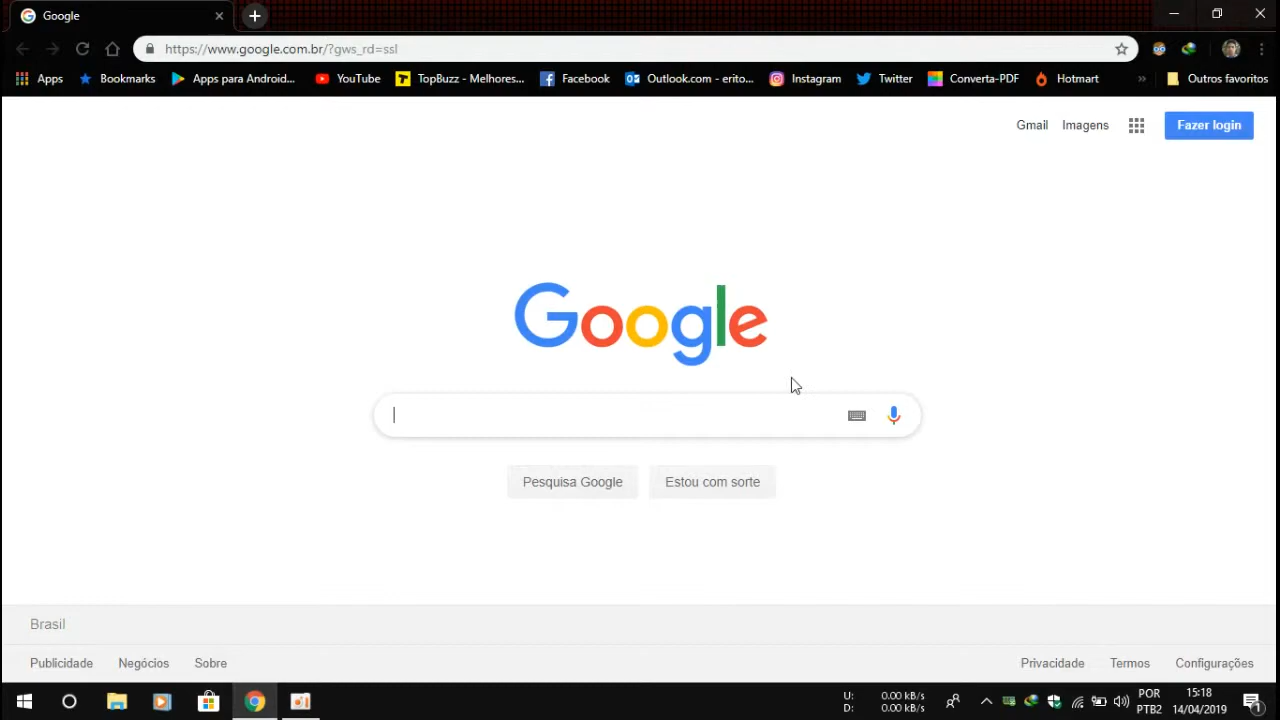 Google
https://www.google.com.br/?gws_rd=ssl
Apps Bookmarks Apps para Android... YouTube TopBuzz - Melhores... Facebook Outlook.com - erito... Instagram Twitter Converta-PDF Hotmart » Outros favoritos
Gmail Imagens Fazer login
Google
Pesquisa Google Estou com sorte
Brasil
Publicidade Negócios Sobre Privacidade Termos Configurações
U: 0.00 kB/s POR 15:18
D: 0.00 kB/s PTB2 14/04/2019 1